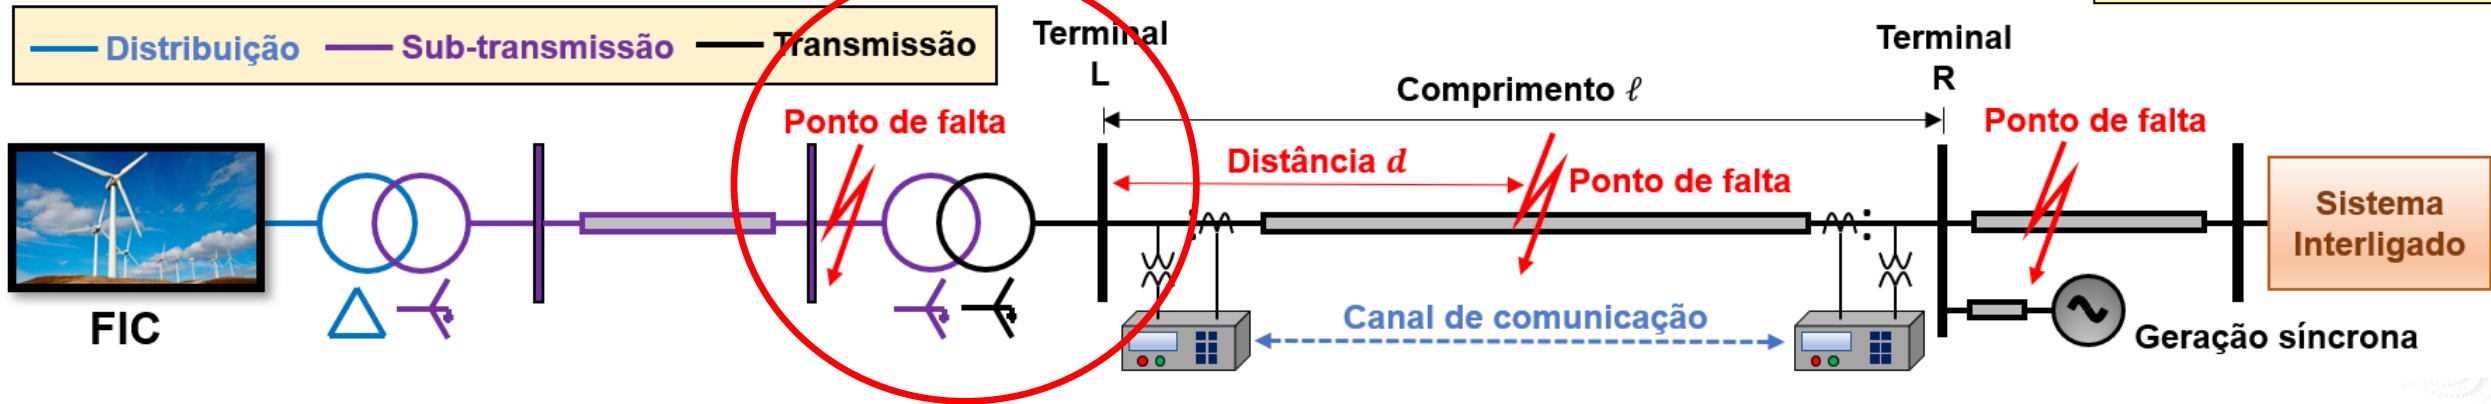 Distribuição
Sub-transmissão
Transmissão
Terminal
L
Terminal
R
Comprimento ℓ
Ponto de falta
Distância d
Ponto de falta
Ponto de falta
Sistema
Interligado
FIC
Canal de comunicação
Geração síncrona